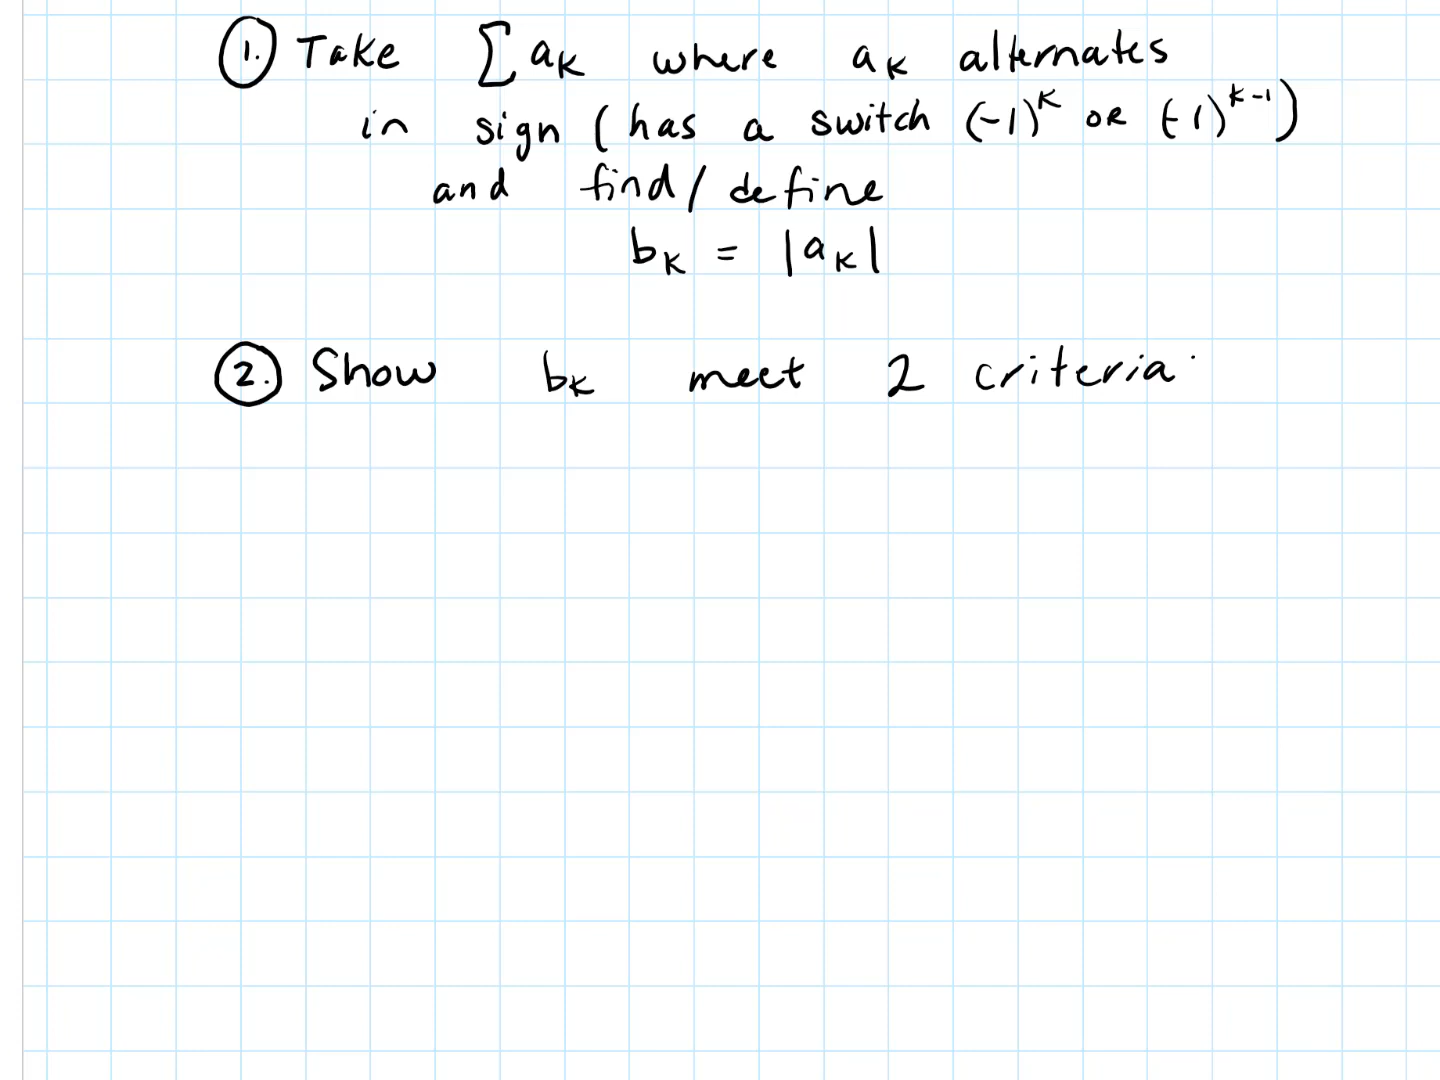 1. Take ∑ aₖ where aₖ alternates
in sign (has a switch (-1)ᵏ or (-1)ᵏ⁻¹)
and find/define
bₖ = |aₖ|
2. Show bₖ meet 2 criteria